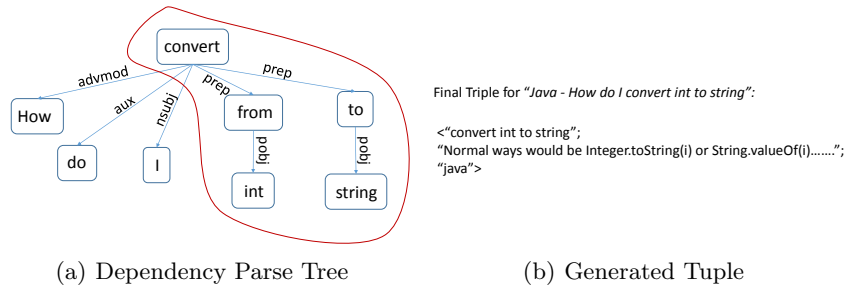 convert
advmod
aux
nsubj
prep
prep
How
do
I
from
to
pobj
pobj
int
string
(a) Dependency Parse Tree
Final Triple for “Java - How do I convert int to string”:
<“convert int to string”;
“Normal ways would be Integer.toString(i) or String.valueOf(i)…….”;
“java”>
(b) Generated Tuple